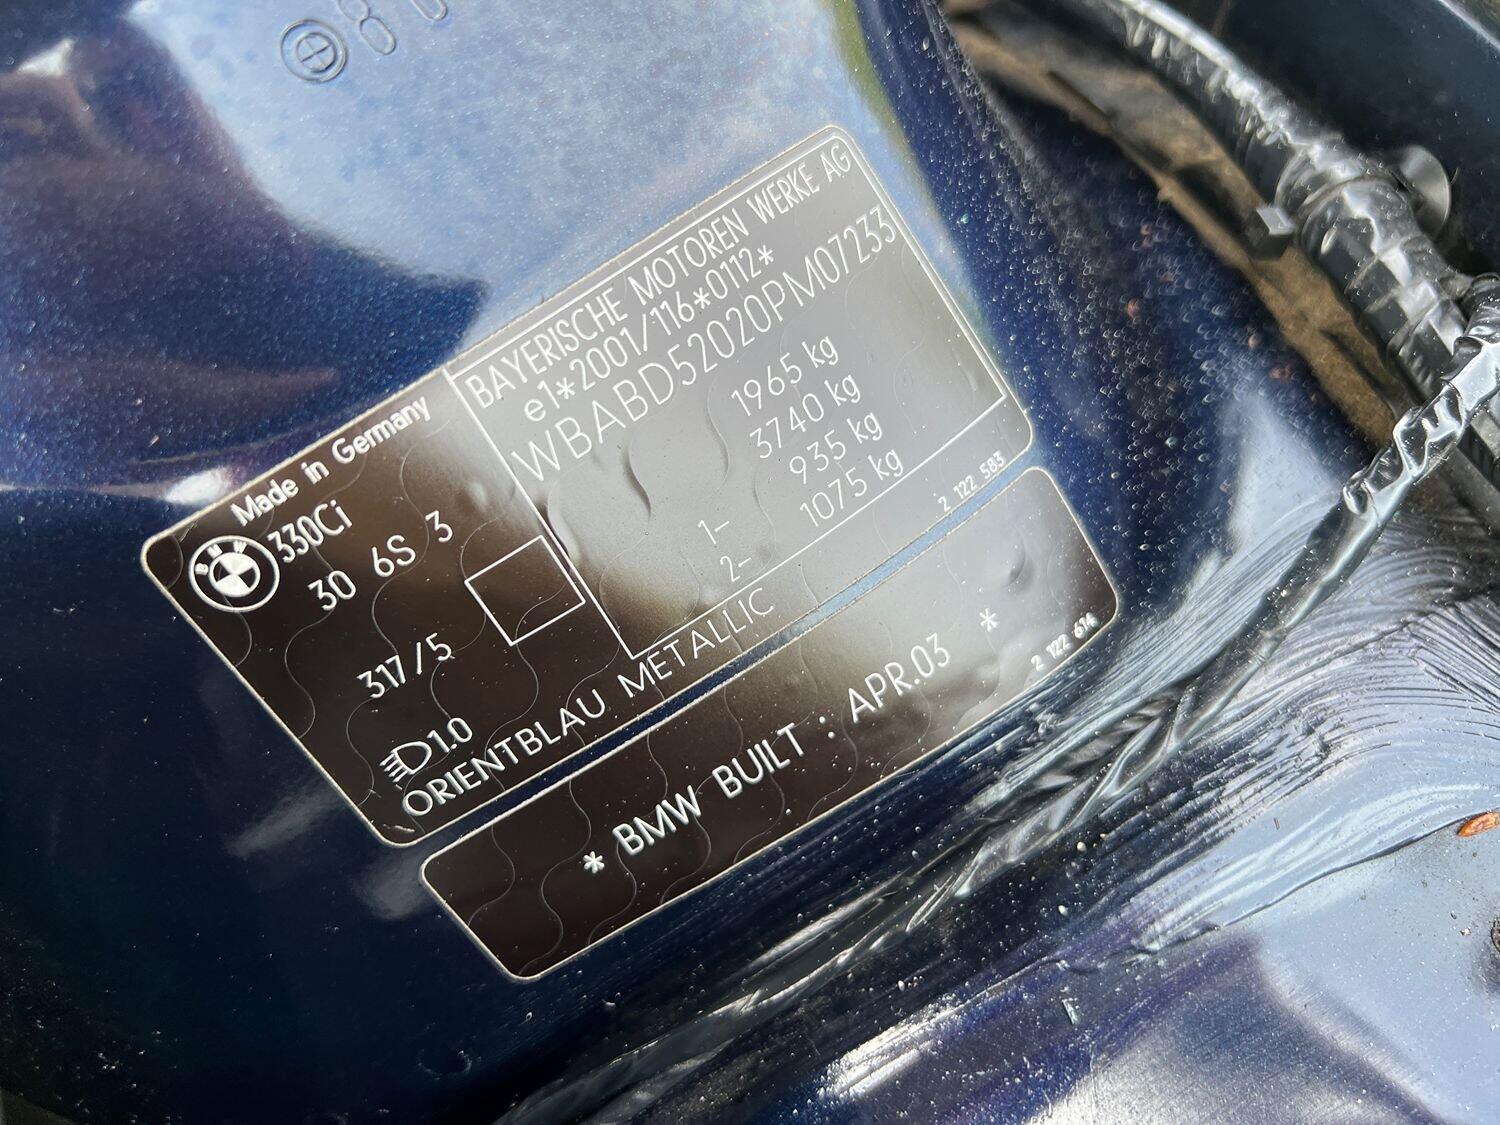 Made in Germany
BMW
330Ci
30 6S 3
317/5
1.0
BAYERISCHE MOTOREN WERKE AG
e1*2001/116*0112*
WBABD52020PM07233
1965 kg
3740 kg
1- 935 kg
2- 1075 kg
ORIENTBLAU METALLIC
2 122 583
* BMW BUILT : APR.03 *
2 122 614